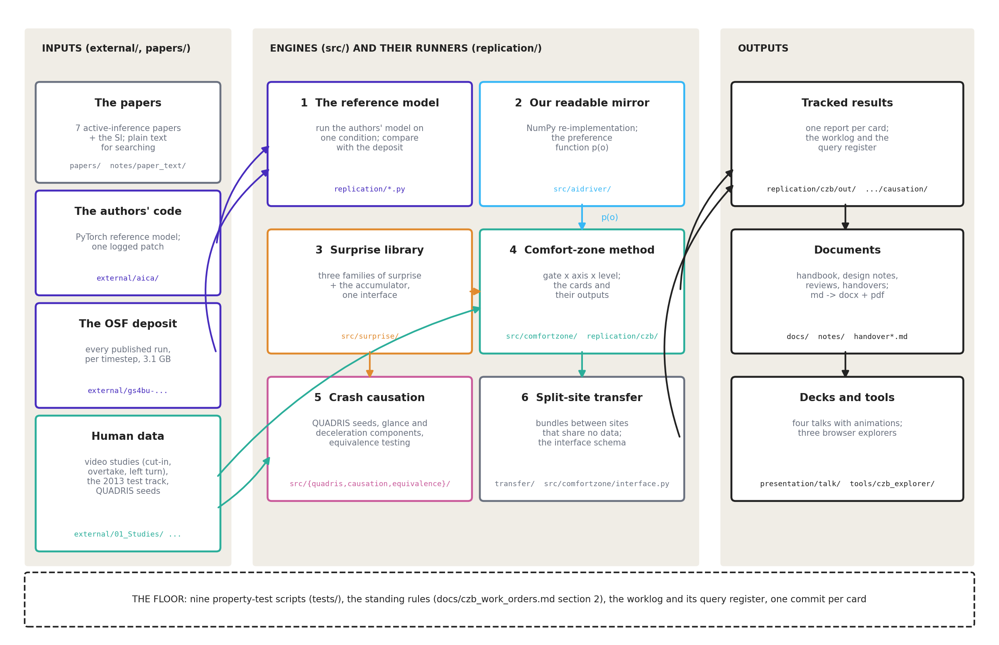 INPUTS (external/, papers/)
The papers
7 active-inference papers
+ the SI; plain text
for searching
papers/  notes/paper_text/
The authors' code
PyTorch reference model;
one logged patch
external/aica/
The OSF deposit
every published run,
per timestep, 3.1 GB
external/gs4bu-...
Human data
video studies (cut-in,
overtake, left turn),
the 2013 test track,
QUADRIS seeds
external/01_Studies/ ...
ENGINES (src/) AND THEIR RUNNERS (replication/)
1  The reference model
run the authors' model on
one condition; compare
with the deposit
replication/*.py
2  Our readable mirror
NumPy re-implementation;
the preference
function p(o)
src/aidriver/
p(o)
3  Surprise library
three families of surprise
+ the accumulator,
one interface
src/surprise/
4  Comfort-zone method
gate x axis x level;
the cards and
their outputs
src/comfortzone/  replication/czb/
5  Crash causation
QUADRIS seeds, glance and
deceleration components,
equivalence testing
src/{quadris,causation,equivalence}/
6  Split-site transfer
bundles between sites
that share no data;
the interface schema
transfer/  src/comfortzone/interface.py
OUTPUTS
Tracked results
one report per card;
the worklog and the
query register
replication/czb/out/  .../causation/
Documents
handbook, design notes,
reviews, handovers;
md -> docx + pdf
docs/  notes/  handover*.md
Decks and tools
four talks with animations;
three browser explorers
presentation/talk/  tools/czb_explorer/
THE FLOOR: nine property-test scripts (tests/), the standing rules (docs/czb_work_orders.md section 2), the worklog and its query register, one commit per card